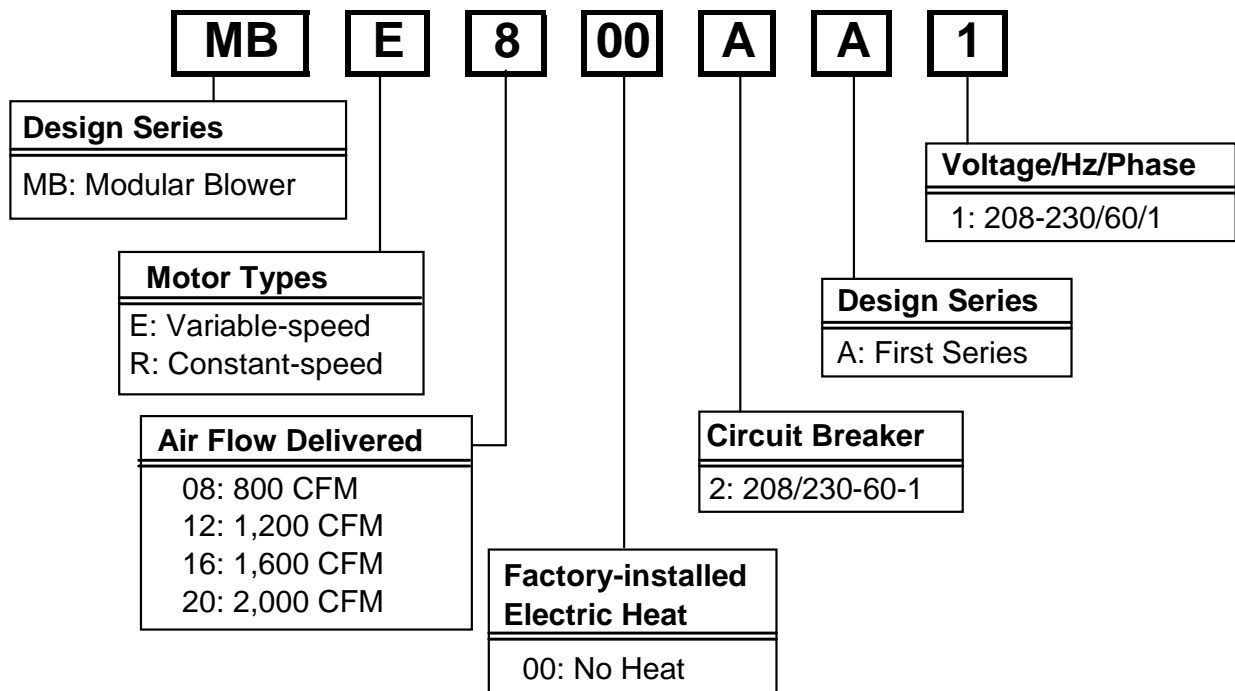 MB E 8 00 A A 1
Design Series
MB: Modular Blower
Voltage/Hz/Phase
1: 208-230/60/1
Motor Types
E: Variable-speed
R: Constant-speed
Design Series
A: First Series
Air Flow Delivered
08: 800 CFM
12: 1,200 CFM
16: 1,600 CFM
20: 2,000 CFM
Circuit Breaker
2: 208/230-60-1
Factory-installed
Electric Heat
00: No Heat